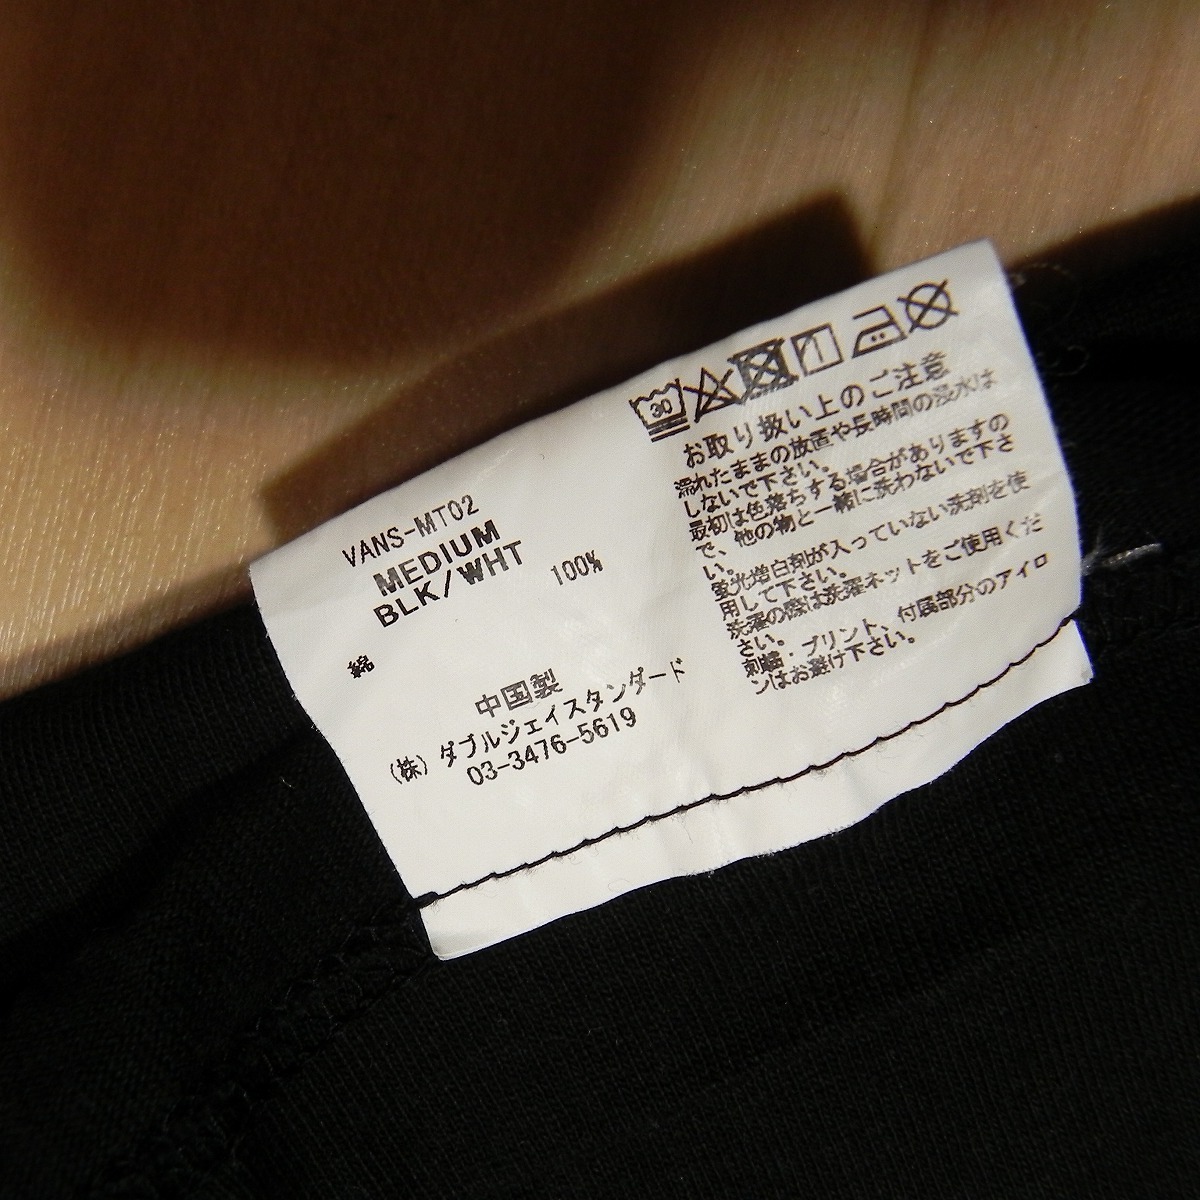 VANS-MT02
MEDIUM
BLK/WHT
綿 100%
中国製
(株) ダブルジェイスタンダード
03-3476-5619
30
お取り扱い上のご注意
濡れたままの放置や長時間の浸水は
しないで下さい。
最初は色落ちする場合がありますの
で、他の物と一緒に洗わないで下さ
い。
蛍光増白剤が入っていない洗剤を使
用して下さい。
洗濯の際は洗濯ネットをご使用くだ
さい。
刺繍・プリント、付属部分のアイロ
ンはお避け下さい。